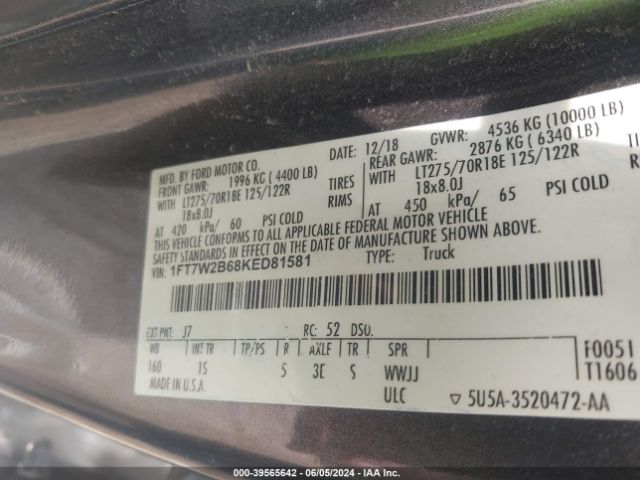 MFD. BY FORD MOTOR CO.
DATE: 12/18 GVWR: 4536 KG (10000 LB)
FRONT GAWR: 1996 KG ( 4400 LB) REAR GAWR: 2876 KG ( 6340 LB)
WITH LT275/70R18E 125/122R TIRES WITH LT275/70R18E 125/122R
18x8.0J RIMS 18x8.0J
AT 420 kPa/ 60 PSI COLD AT 450 kPa/ 65 PSI COLD
THIS VEHICLE CONFORMS TO ALL APPLICABLE FEDERAL MOTOR VEHICLE
SAFETY STANDARDS IN EFFECT ON THE DATE OF MANUFACTURE SHOWN ABOVE.
VIN: 1FT7W2B68KED81581 TYPE: Truck
EXT PNT: J7 RC: 52 DSO:
WB INT TR TP/PS R AXLE TR SPR
160 TS 5 3E S WWJJ
MADE IN U.S.A. ULC
F0051
T1606
▽ 5U5A-3520472-AA
000-39565642 / 06/05/2024 - IAA Inc.